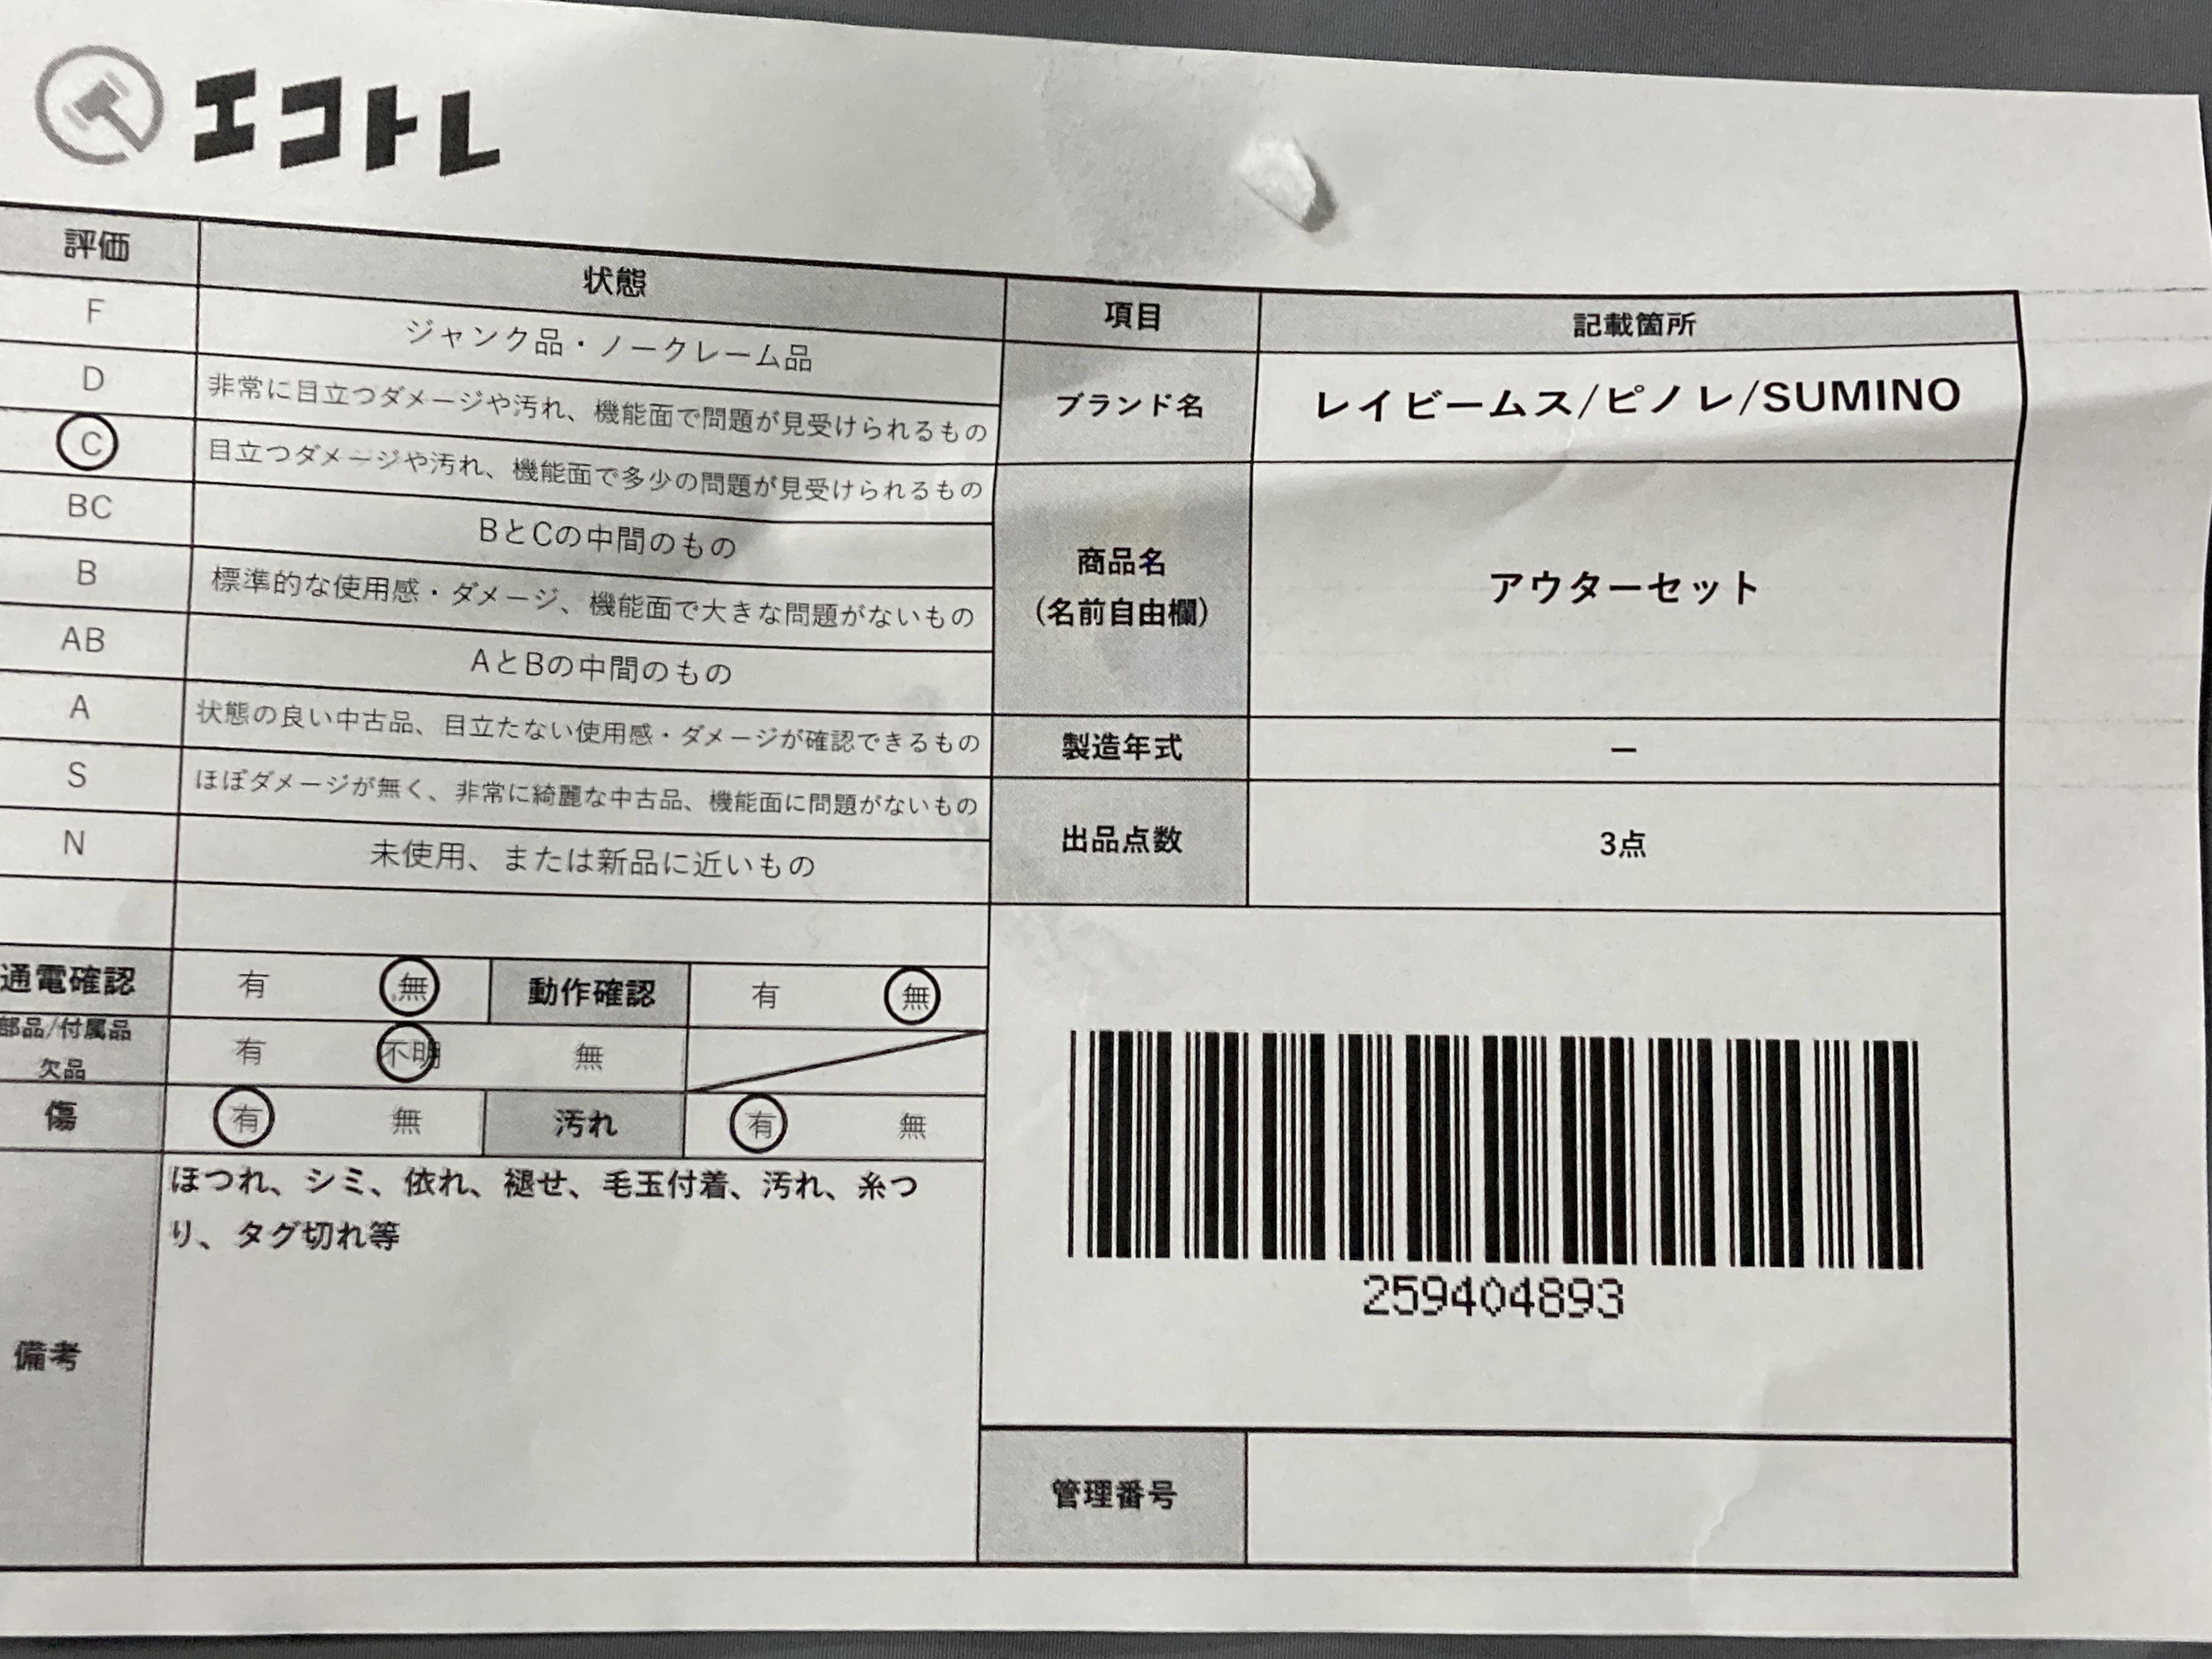 エコトレ
評価 状態
F ジャンク品・ノークレーム品
D 非常に目立つダメージや汚れ、機能面で問題が見受けられるもの
C 目立つダメージや汚れ、機能面で多少の問題が見受けられるもの
BC BとCの中間のもの
B 標準的な使用感・ダメージ、機能面で大きな問題がないもの
AB AとBの中間のもの
A 状態の良い中古品、目立たない使用感・ダメージが確認できるもの
S ほぼダメージが無く、非常に綺麗な中古品、機能面に問題がないもの
N 未使用、または新品に近いもの
通電確認 有 無 動作確認 有 無
部品/付属品
欠品 有 不明 無
傷 有 無 汚れ 有 無
備考
ほつれ、シミ、依れ、褪せ、毛玉付着、汚れ、糸つ
り、タグ切れ等
項目 記載箇所
ブランド名 レイビームス/ピノレ/SUMINO
商品名
(名前自由欄)
アウターセット
製造年式 ー
出品点数 3点
259404893
管理番号